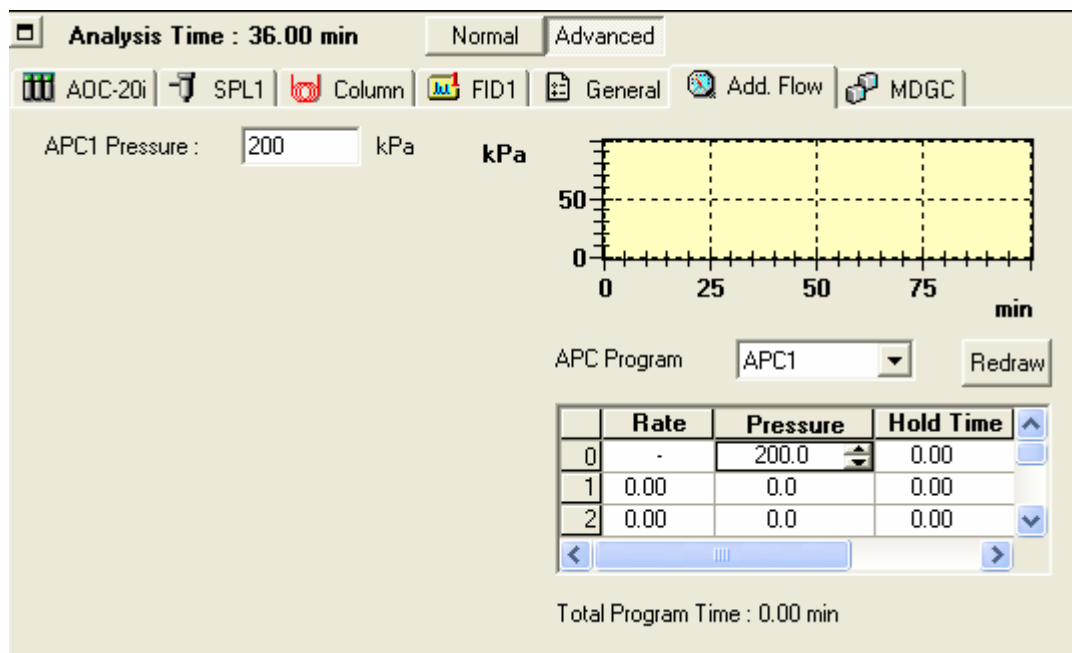 Analysis Time : 36.00 min Normal Advanced
AOC-20i SPL1 Column FID1 General Add. Flow MDGC
APC1 Pressure : 200 kPa
kPa
50
0
0 25 50 75
min
APC Program APC1 Redraw
Rate Pressure Hold Time
0 - 200.0 0.00
1 0.00 0.0 0.00
2 0.00 0.0 0.00
Total Program Time : 0.00 min